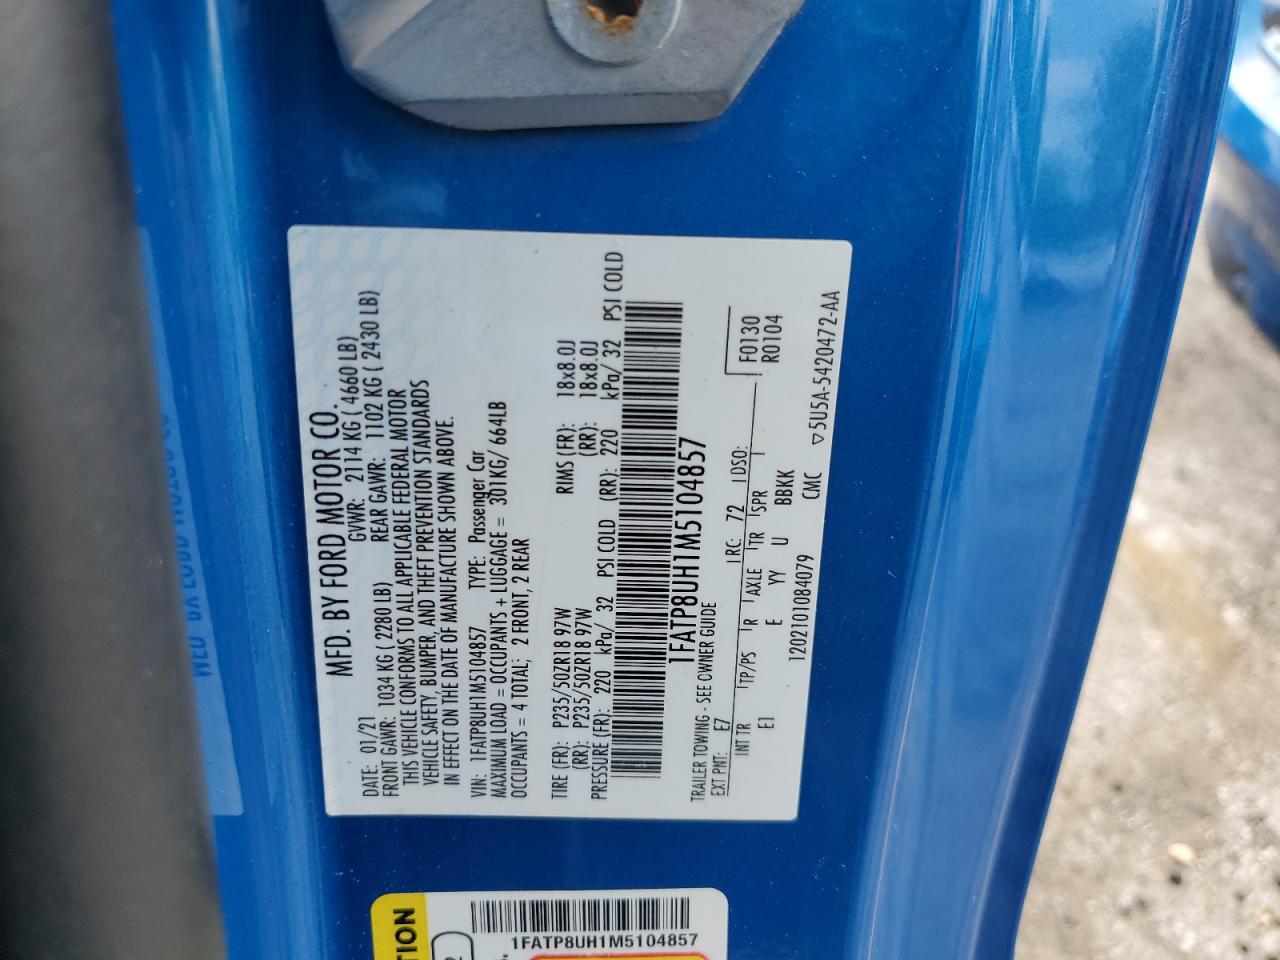 MFD. BY FORD MOTOR CO.
DATE: 01/21 GVWR: 2114 KG ( 4660 LB)
FRONT GAWR: 1034 KG ( 2280 LB) REAR GAWR: 1102 KG ( 2430 LB)
THIS VEHICLE CONFORMS TO ALL APPLICABLE FEDERAL MOTOR
VEHICLE SAFETY, BUMPER, AND THEFT PREVENTION STANDARDS
IN EFFECT ON THE DATE OF MANUFACTURE SHOWN ABOVE.
VIN: 1FATP8UH1M5104857 TYPE: Passenger Car
MAXIMUM LOAD = OCCUPANTS + LUGGAGE = 301KG/ 664LB
OCCUPANTS = 4 TOTAL; 2 FRONT, 2 REAR
TIRE (FR): P235/50ZR18 97W RIMS (FR): 18x8.0J
(RR): P235/50ZR18 97W (RR): 18x8.0J
PRESSURE (FR): 220 kPa/ 32 PSI COLD (RR): 220 kPa/ 32 PSI COLD
1FATP8UH1M5104857
TRAILER TOWING - SEE OWNER GUIDE
EXT PNT: E7 RC: 72 DSO: F0130
R0104
INT TR TP/PS R AXLE TR SPR
E1 E YY U BBKK
1202101084079 CMC ▽5U5A-5420472-AA
1FATP8UH1M5104857